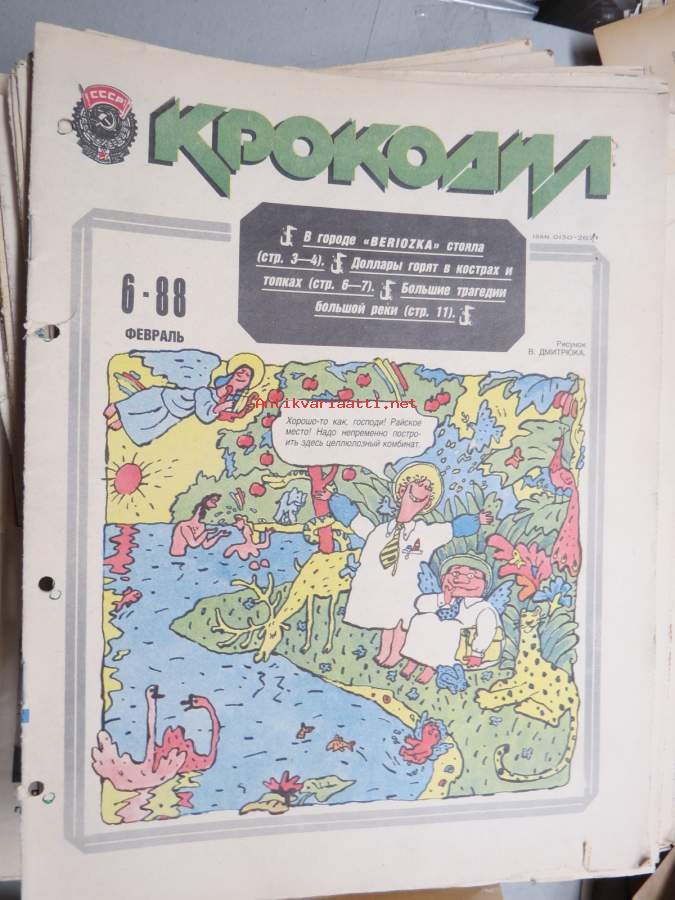 СССР
КРОКОДИЛ
В городе «BERIOZKA» стояла
(стр. 3—4). Доллары горят в кострах и
топках (стр. 6—7). Большие трагедии
большой реки (стр. 11).
6-88
ФЕВРАЛЬ
Рисунок
В. ДМИТРЮКА.
Antikvariaatti.net
Хорошо-то как, господи! Райское
место! Надо непременно постро-
ить здесь целлюлозный комбинат.